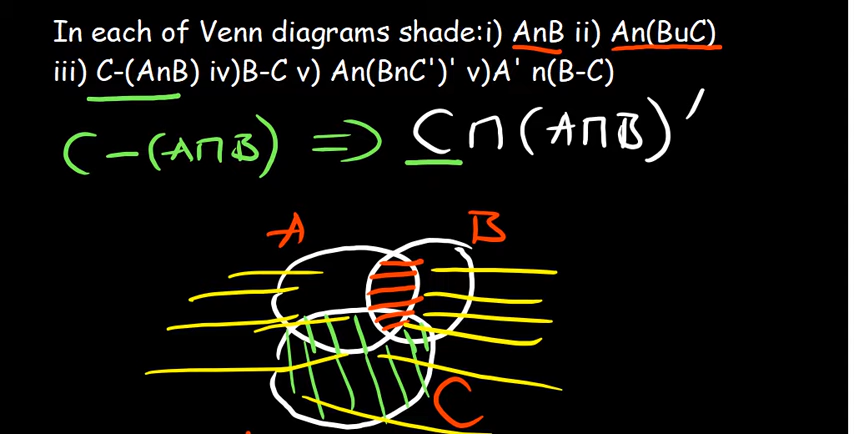 In each of Venn diagrams shade:i) AnB ii) An(BuC)
iii) C-(AnB) iv)B-C v) An(BnC')' v)A' n(B-C)
C-(A∩B) ⇒ C∩(A∩B)'
A B
C